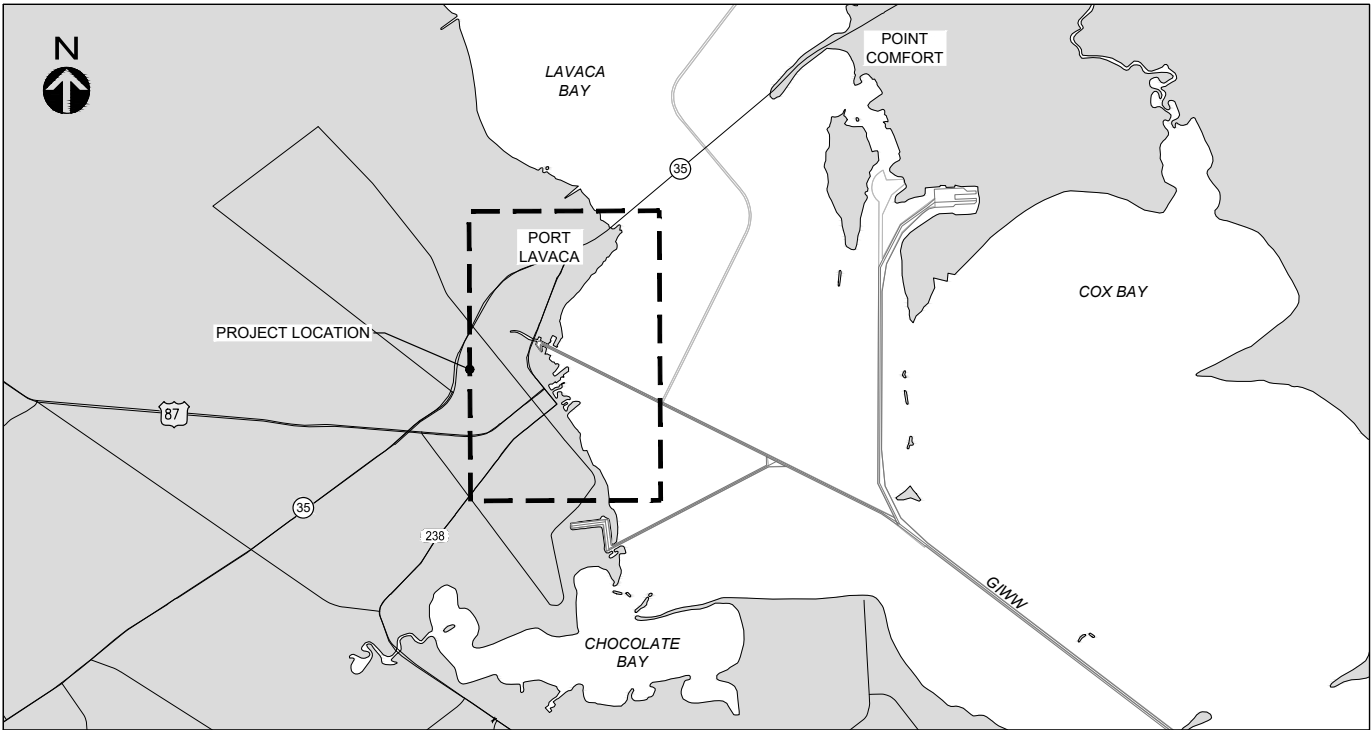 N
POINT
COMFORT
LAVACA
BAY
35
PORT
LAVACA
COX BAY
PROJECT LOCATION
87
35
238
GIWW
CHOCOLATE
BAY